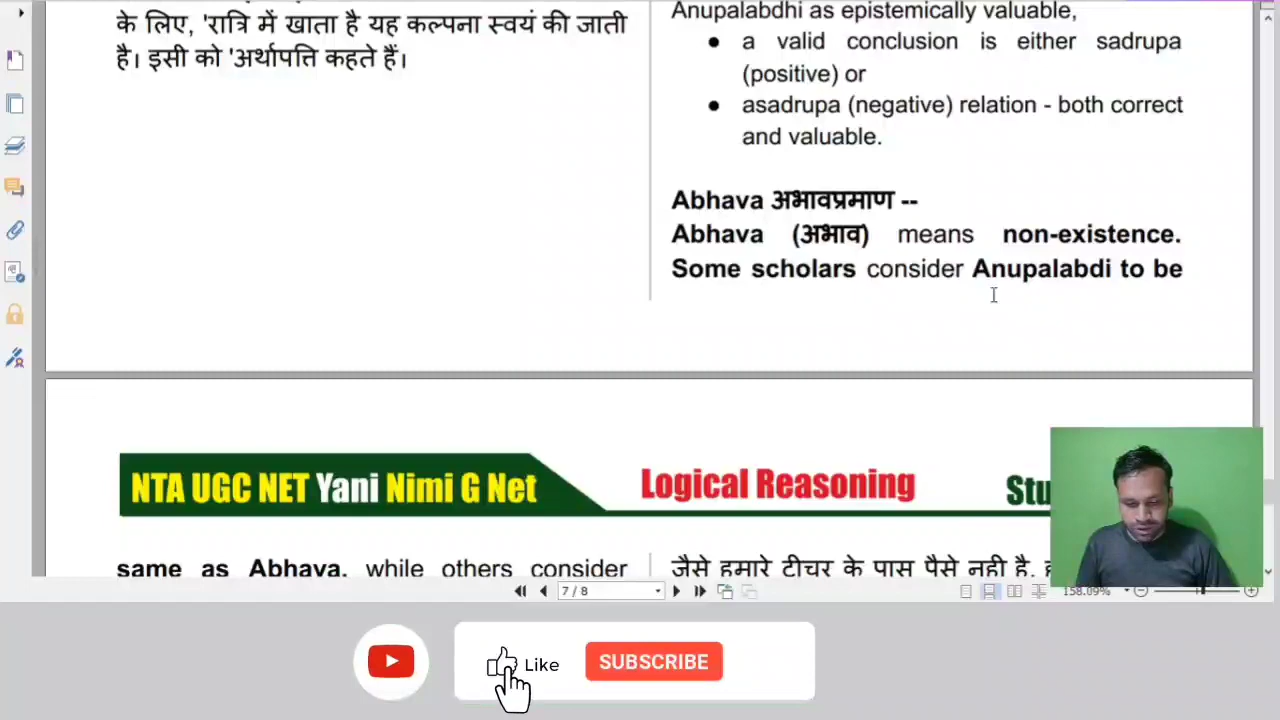 के लिए, 'रात्रि में खाता है यह कल्पना स्वयं की जाती
है। इसी को 'अर्थापत्ति कहते हैं।
Anupalabdhi as epistemically valuable,
● a valid conclusion is either sadrupa
(positive) or
● asadrupa (negative) relation - both correct
and valuable.
Abhava अभावप्रमाण --
Abhava (अभाव) means non-existence.
Some scholars consider Anupalabdi to be
NTA UGC NET Yani Nimi G Net
Logical Reasoning
same as Abhava, while others consider
जैसे हमारे टीचर के पास पैसे नही है,
7 / 8
158.09%
Like
SUBSCRIBE